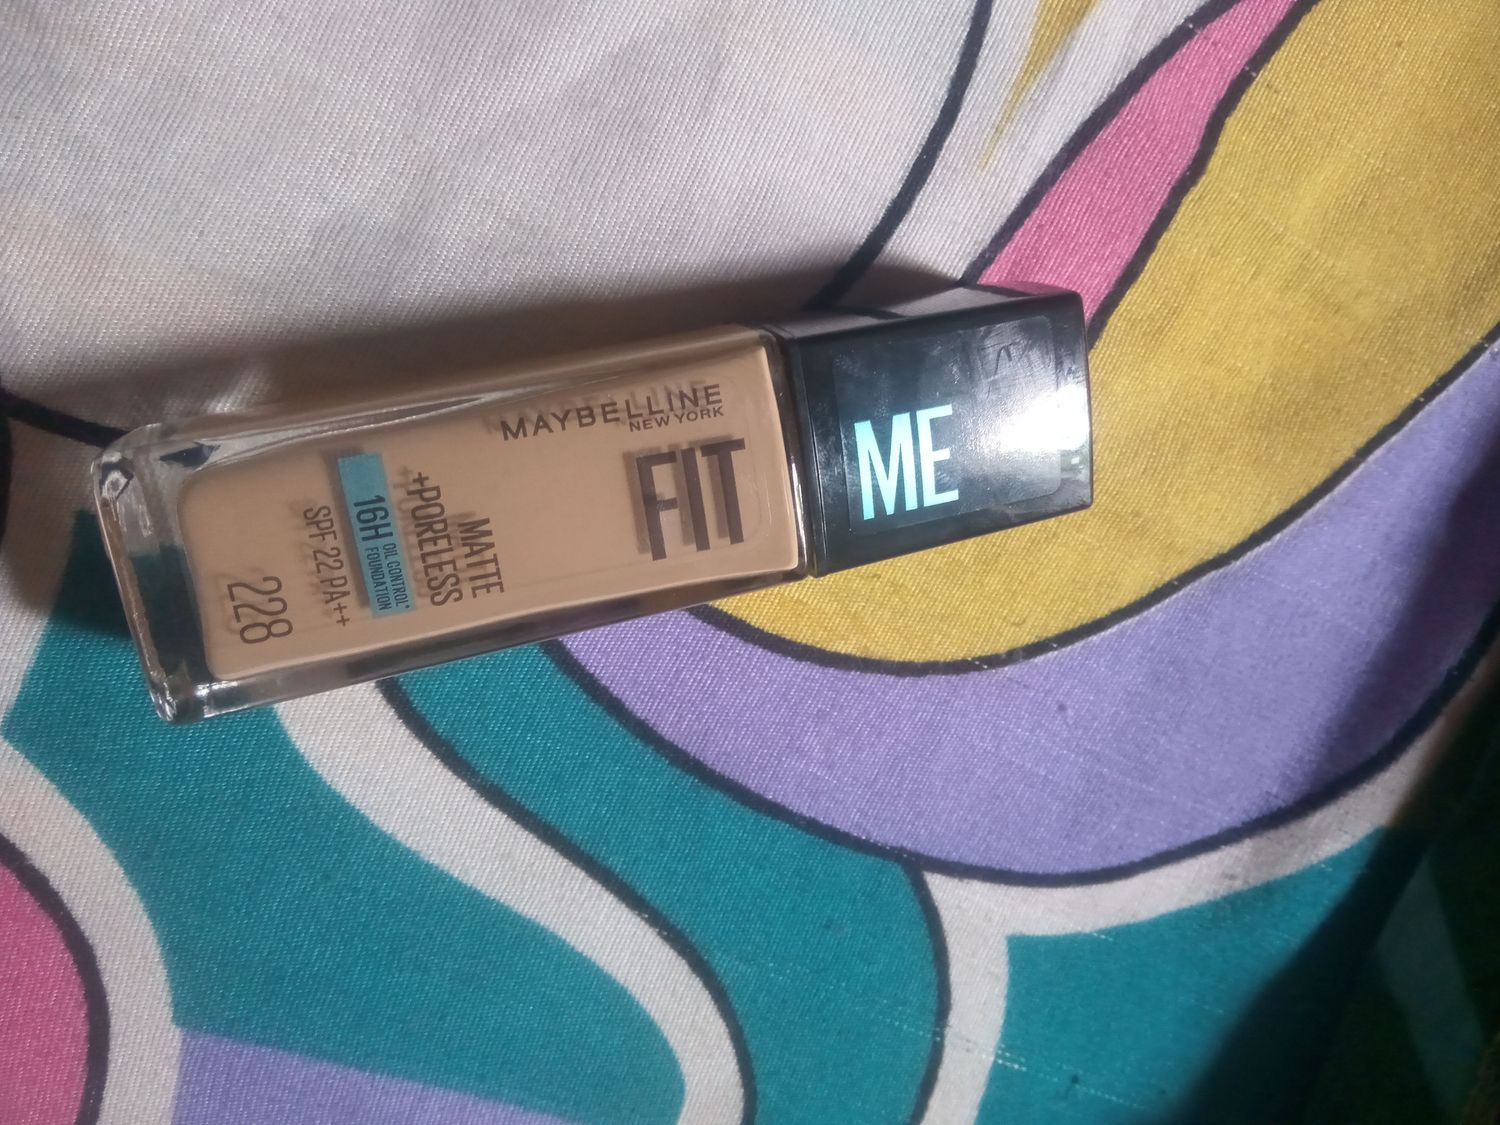 MAYBELLINE
NEW YORK
FIT
ME
MATTE
+PORELESS
16H OIL CONTROL*
FOUNDATION
SPF 22 PA++
228